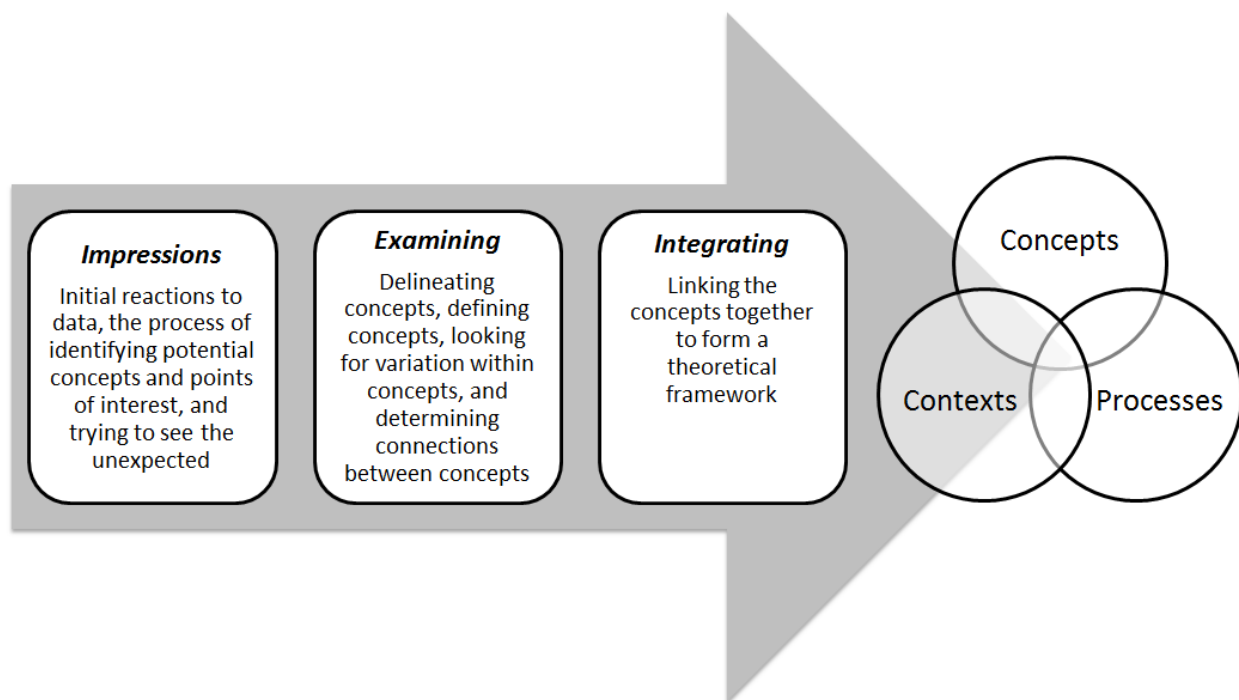 Impressions
Initial reactions to
data, the process of
identifying potential
concepts and points
of interest, and
trying to see the
unexpected
Examining
Delineating
concepts, defining
concepts, looking
for variation within
concepts, and
determining
connections
between concepts
Integrating
Linking the
concepts together
to form a
theoretical
framework
Concepts
Contexts
Processes